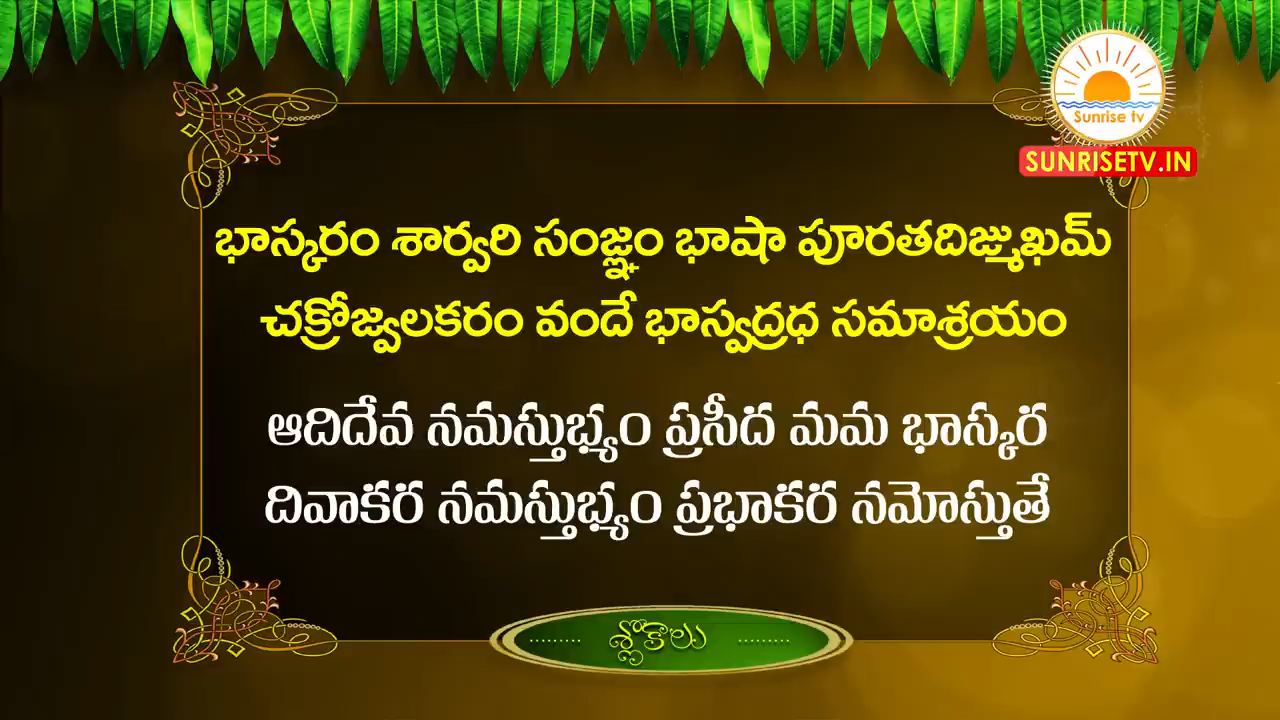 Sunrise tv
SUNRISETV.IN
భాస్కరం శార్వరి సంజ్ఞం భాషా పూరతదిఙ్ముఖమ్
చక్రోజ్వలకరం వందే భాస్వద్రధ సమాశ్రయం
ఆదిదేవ నమస్తుభ్యం ప్రసీద మమ భాస్కర
దివాకర నమస్తుభ్యం ప్రభాకర నమోస్తుతే
......... శ్లోకాలు .........